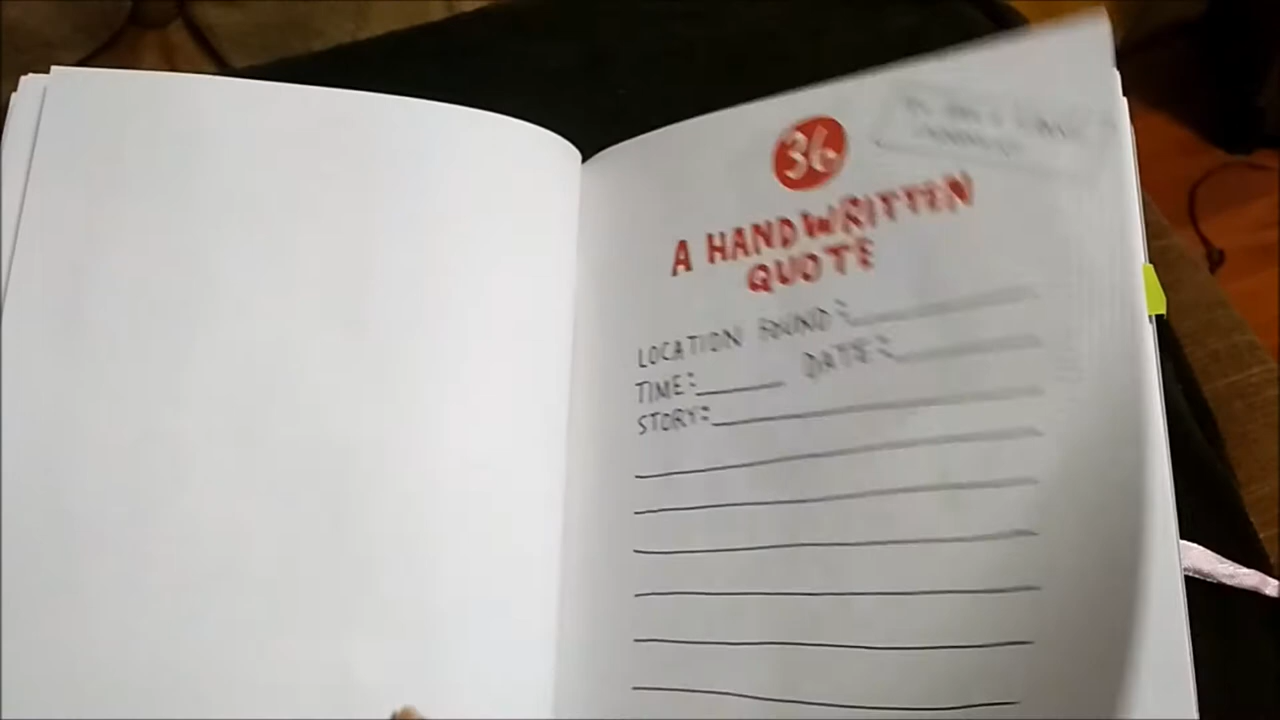 36
A HANDWRITTEN
QUOTE
LOCATION FOUND:
TIME: DATE:
STORY: